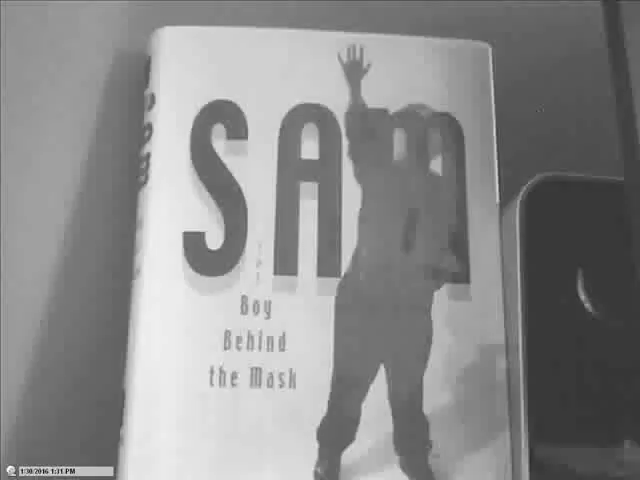 SAM
THE
Boy
Behind
the Mask
1/30/2016 1:31 PM